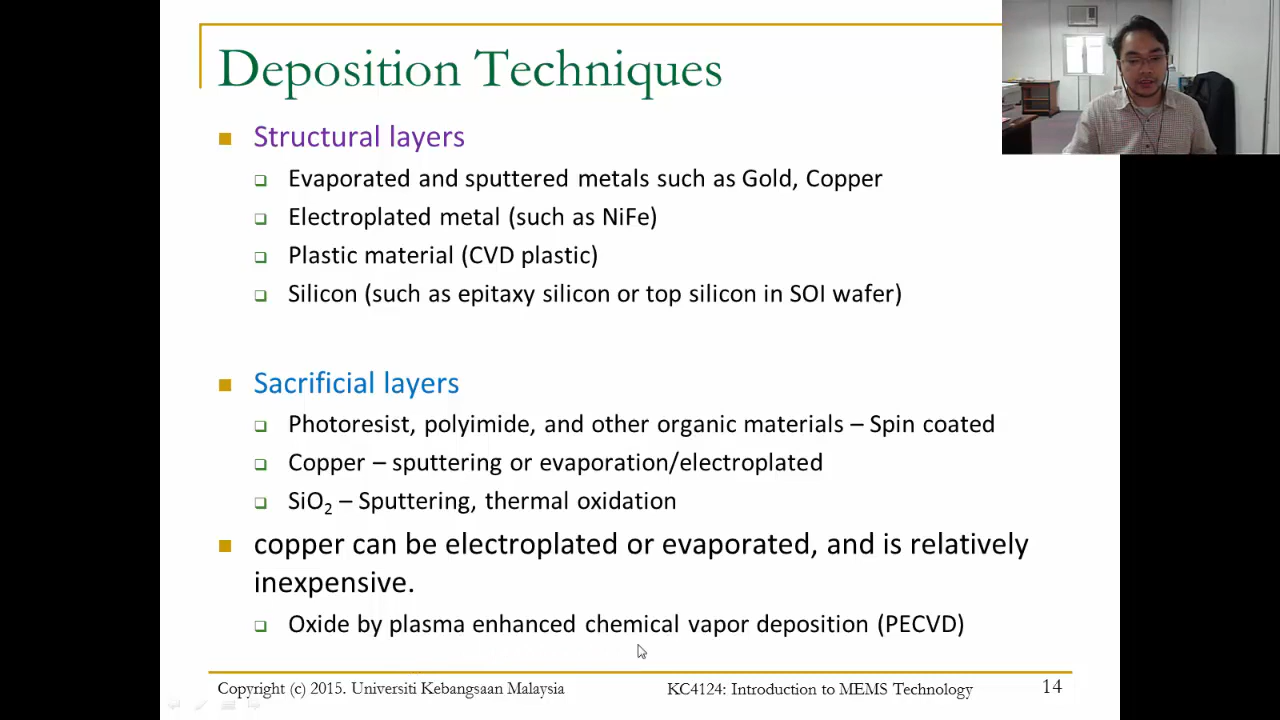 Deposition Techniques
Structural layers
Evaporated and sputtered metals such as Gold, Copper
Electroplated metal (such as NiFe)
Plastic material (CVD plastic)
Silicon (such as epitaxy silicon or top silicon in SOI wafer)
Sacrificial layers
Photoresist, polyimide, and other organic materials – Spin coated
Copper – sputtering or evaporation/electroplated
SiO₂ – Sputtering, thermal oxidation
copper can be electroplated or evaporated, and is relatively
inexpensive.
Oxide by plasma enhanced chemical vapor deposition (PECVD)
Copyright (c) 2015. Universiti Kebangsaan Malaysia
KC4124: Introduction to MEMS Technology
14